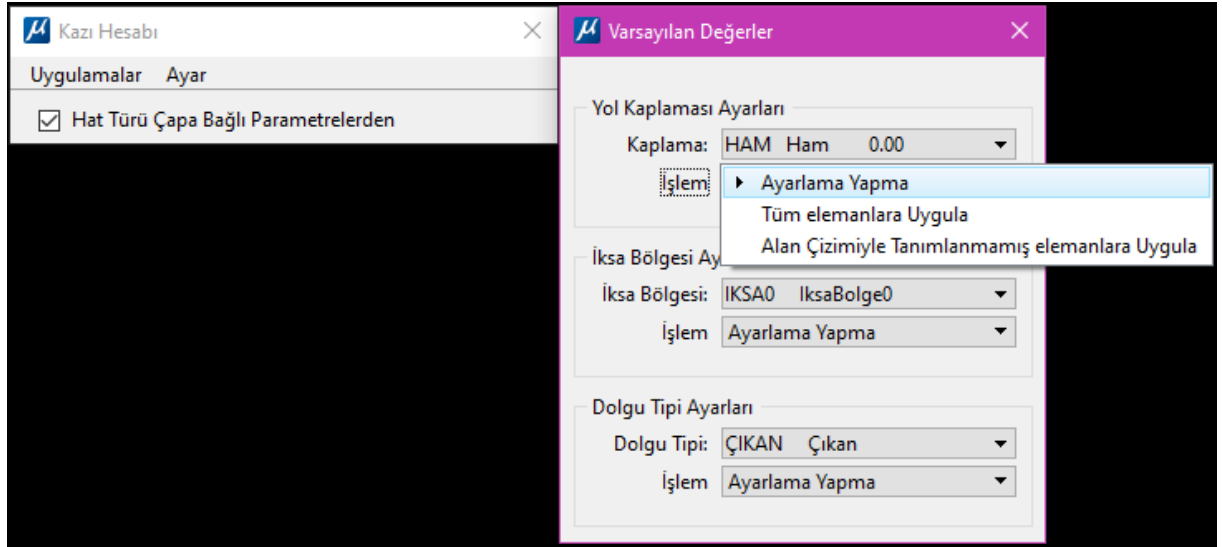 Kazı Hesabı
Uygulamalar Ayar
Hat Türü Çapa Bağlı Parametrelerden
Varsayılan Değerler
Yol Kaplaması Ayarları
Kaplama: HAM Ham 0.00
İşlem
Ayarlama Yapma
Tüm elemanlara Uygula
Alan Çizimiyle Tanımlanmamış elemanlara Uygula
İksa Bölgesi Ay
İksa Bölgesi: IKSA0 IksaBolge0
İşlem Ayarlama Yapma
Dolgu Tipi Ayarları
Dolgu Tipi: ÇIKAN Çıkan
İşlem Ayarlama Yapma